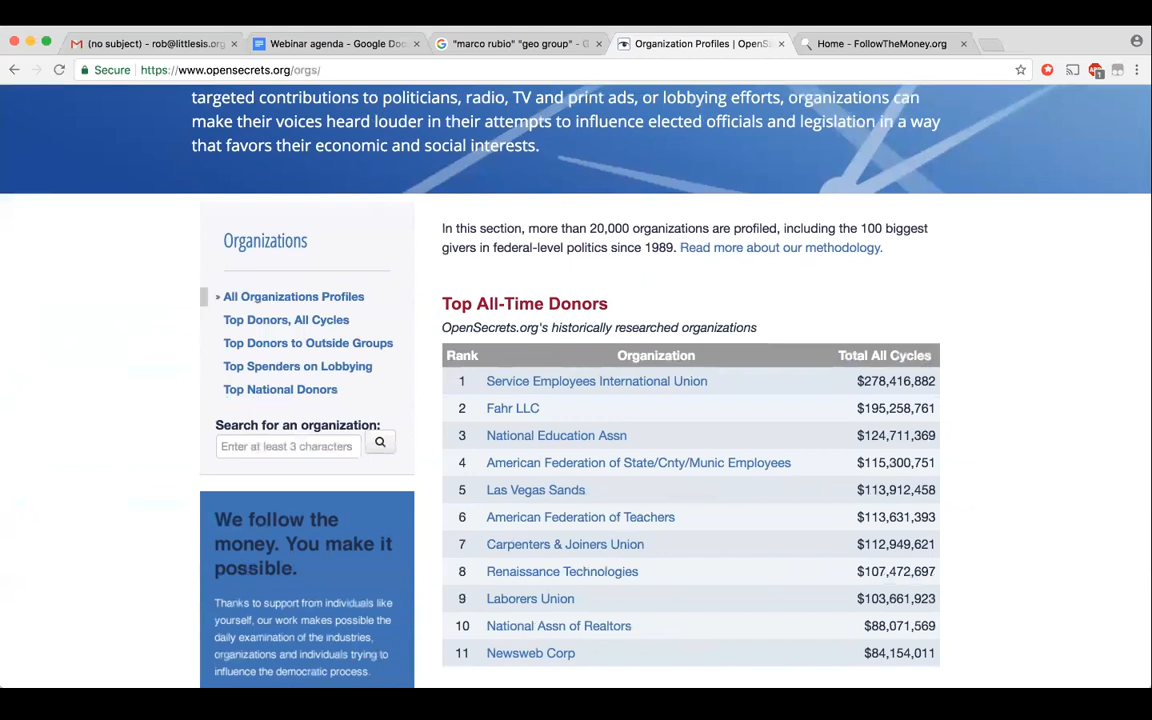 (no subject) - rob@littlesis.org
Webinar agenda - Google Doc
"marco rubio" "geo group" - G
Organization Profiles | OpenS
Home - FollowTheMoney.org
Secure
https://www.opensecrets.org/orgs/
targeted contributions to politicians, radio, TV and print ads, or lobbying efforts, organizations can
make their voices heard louder in their attempts to influence elected officials and legislation in a way
that favors their economic and social interests.
Organizations
» All Organizations Profiles
Top Donors, All Cycles
Top Donors to Outside Groups
Top Spenders on Lobbying
Top National Donors
Search for an organization:
Enter at least 3 characters
We follow the
money. You make it
possible.
Thanks to support from individuals like
yourself, our work makes possible the
daily examination of the industries,
organizations and individuals trying to
influence the democratic process.
In this section, more than 20,000 organizations are profiled, including the 100 biggest
givers in federal-level politics since 1989. Read more about our methodology.
Top All-Time Donors
OpenSecrets.org's historically researched organizations
Rank Organization Total All Cycles
1 Service Employees International Union $278,416,882
2 Fahr LLC $195,258,761
3 National Education Assn $124,711,369
4 American Federation of State/Cnty/Munic Employees $115,300,751
5 Las Vegas Sands $113,912,458
6 American Federation of Teachers $113,631,393
7 Carpenters & Joiners Union $112,949,621
8 Renaissance Technologies $107,472,697
9 Laborers Union $103,661,923
10 National Assn of Realtors $88,071,569
11 Newsweb Corp $84,154,011